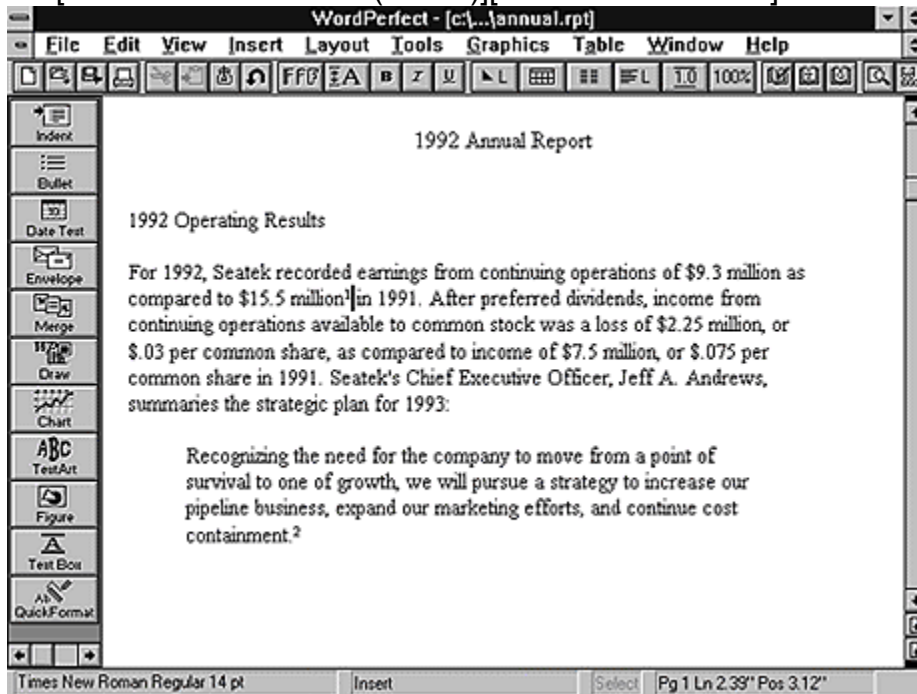 WordPerfect - [c:\...\annual.rpt]
File Edit View Insert Layout Tools Graphics Table Window Help
B I U L L 1.0 100%
Indent
Bullet
Date Text
Envelope
Merge
Draw
Chart
ABC
TextArt
Figure
A
Text Box
QuickFormat
1992 Annual Report
1992 Operating Results
For 1992, Seatek recorded earnings from continuing operations of $9.3 million as
compared to $15.5 million¹ in 1991. After preferred dividends, income from
continuing operations available to common stock was a loss of $2.25 million, or
$.03 per common share, as compared to income of $7.5 million, or $.075 per
common share in 1991. Seatek's Chief Executive Officer, Jeff A. Andrews,
summaries the strategic plan for 1993:
Recognizing the need for the company to move from a point of
survival to one of growth, we will pursue a strategy to increase our
pipeline business, expand our marketing efforts, and continue cost
containment.²
Times New Roman Regular 14 pt Insert Select Pg 1 Ln 2.39" Pos 3.12"